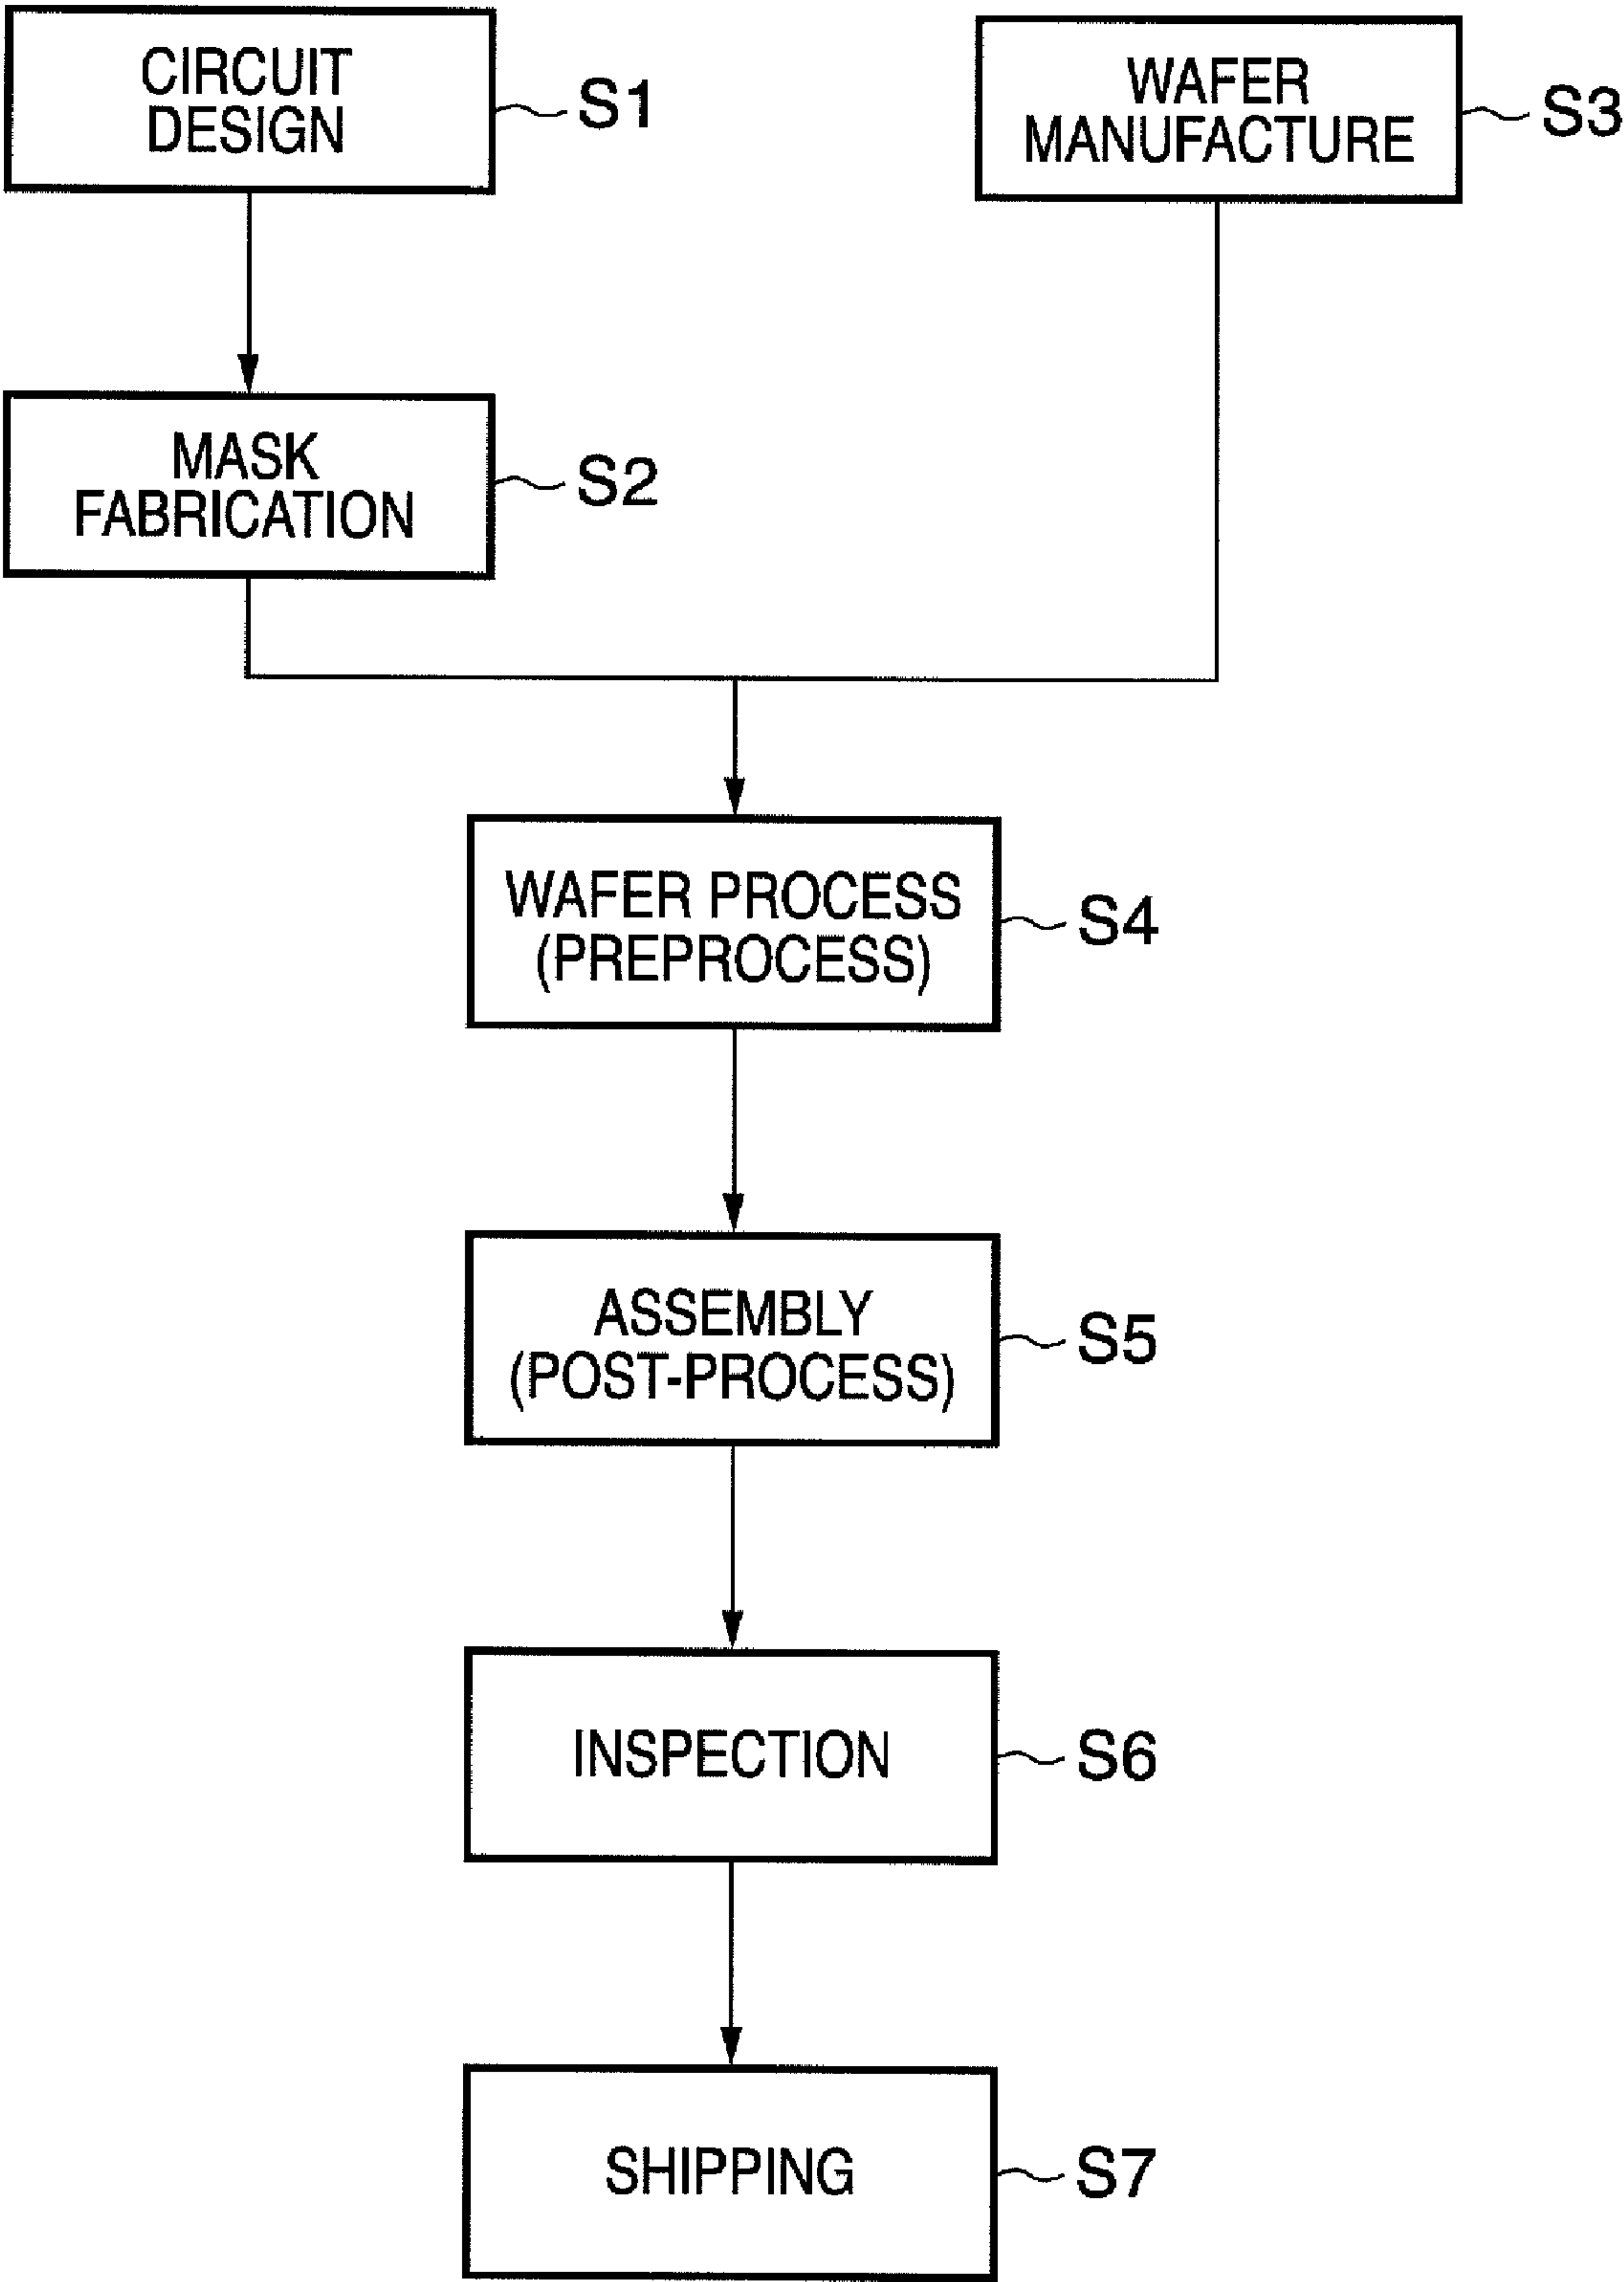 CIRCUIT
DESIGN
S1
WAFER
MANUFACTURE
S3
MASK
FABRICATION
S2
WAFER PROCESS
(PREPROCESS)
S4
ASSEMBLY
(POST-PROCESS)
S5
INSPECTION
S6
SHIPPING
S7